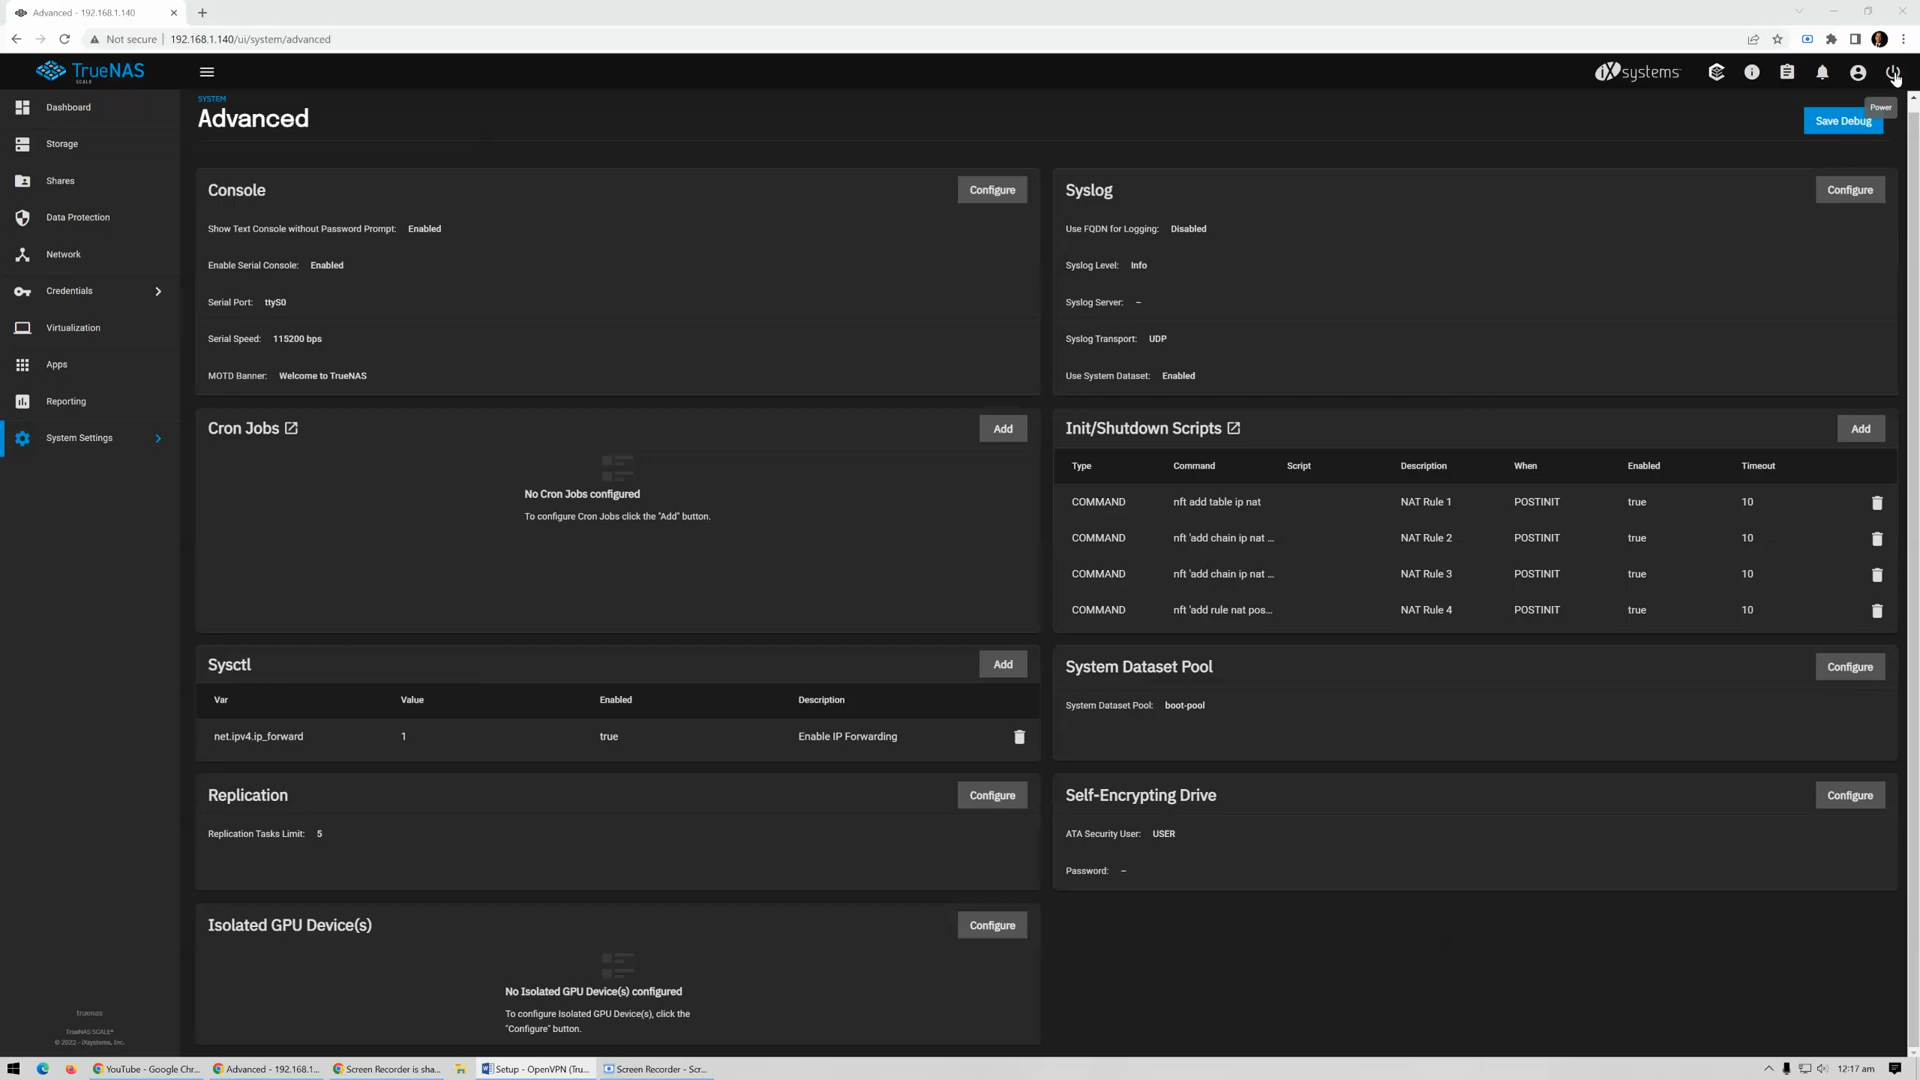 Advanced - 192.168.1.140
Not secure
192.168.1.140/ui/system/advanced
TrueNAS
SCALE
iXsystems
Power
Dashboard
Storage
Shares
Data Protection
Network
Credentials
Virtualization
Apps
Reporting
System Settings
truenas
TrueNAS SCALE®
© 2022 - iXsystems, Inc.
SYSTEM
Advanced
Save Debug
Console
Configure
Show Text Console without Password Prompt: Enabled
Enable Serial Console: Enabled
Serial Port: ttyS0
Serial Speed: 115200 bps
MOTD Banner: Welcome to TrueNAS
Syslog
Configure
Use FQDN for Logging: Disabled
Syslog Level: Info
Syslog Server: –
Syslog Transport: UDP
Use System Dataset: Enabled
Cron Jobs
Add
No Cron Jobs configured
To configure Cron Jobs click the "Add" button.
Init/Shutdown Scripts
Add
Type Command Script Description When Enabled Timeout
COMMAND nft add table ip nat NAT Rule 1 POSTINIT true 10
COMMAND nft 'add chain ip nat ... NAT Rule 2 POSTINIT true 10
COMMAND nft 'add chain ip nat ... NAT Rule 3 POSTINIT true 10
COMMAND nft 'add rule nat pos... NAT Rule 4 POSTINIT true 10
Sysctl
Add
Var Value Enabled Description
net.ipv4.ip_forward 1 true Enable IP Forwarding
System Dataset Pool
Configure
System Dataset Pool: boot-pool
Replication
Configure
Replication Tasks Limit: 5
Self-Encrypting Drive
Configure
ATA Security User: USER
Password: –
Isolated GPU Device(s)
Configure
No Isolated GPU Device(s) configured
To configure Isolated GPU Device(s), click the
"Configure" button.
YouTube - Google Chr...
Advanced - 192.168.1...
Screen Recorder is sha...
Setup - OpenVPN (Tru...
Screen Recorder - Scr...
12:17 am